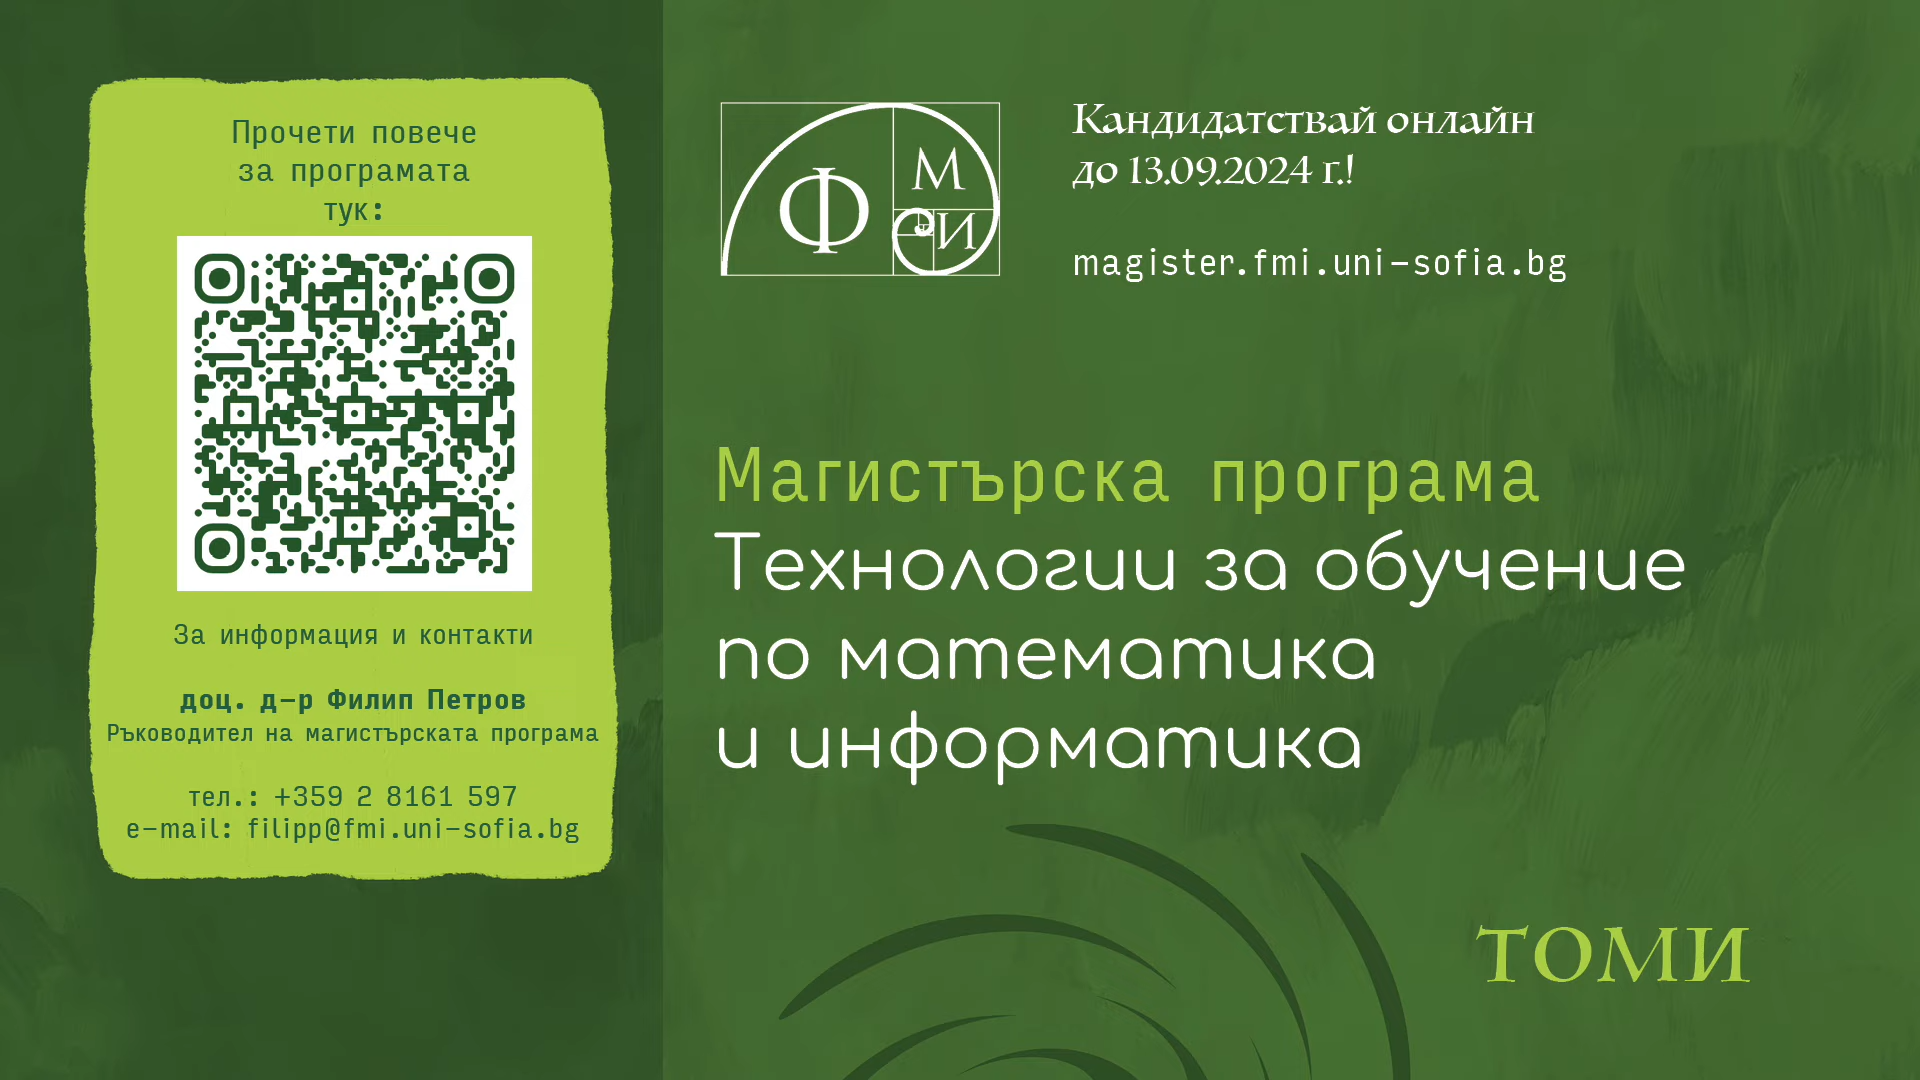 Прочети повече
за програмата
тук:
За информация и контакти
доц. д-р Филип Петров
Ръководител на магистърската програма
тел.: +359 2 8161 597
e-mail: filipp@fmi.uni-sofia.bg
Ф М И
Кандидатствай онлайн
до 13.09.2024 г.!
magister.fmi.uni-sofia.bg
Магистърска програма
Технологии за обучение
по математика
и информатика
ТОМИ